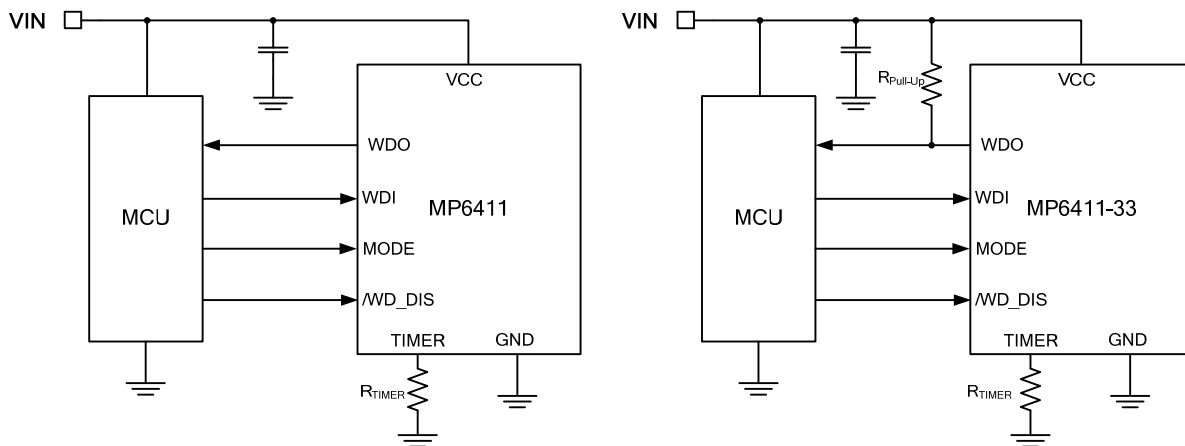 VIN
VCC
WDO
WDI
MCU
MP6411
MODE
/WD_DIS
TIMER
GND
RTIMER
VIN
RPull-Up
VCC
WDO
WDI
MCU
MP6411-33
MODE
/WD_DIS
TIMER
GND
RTIMER